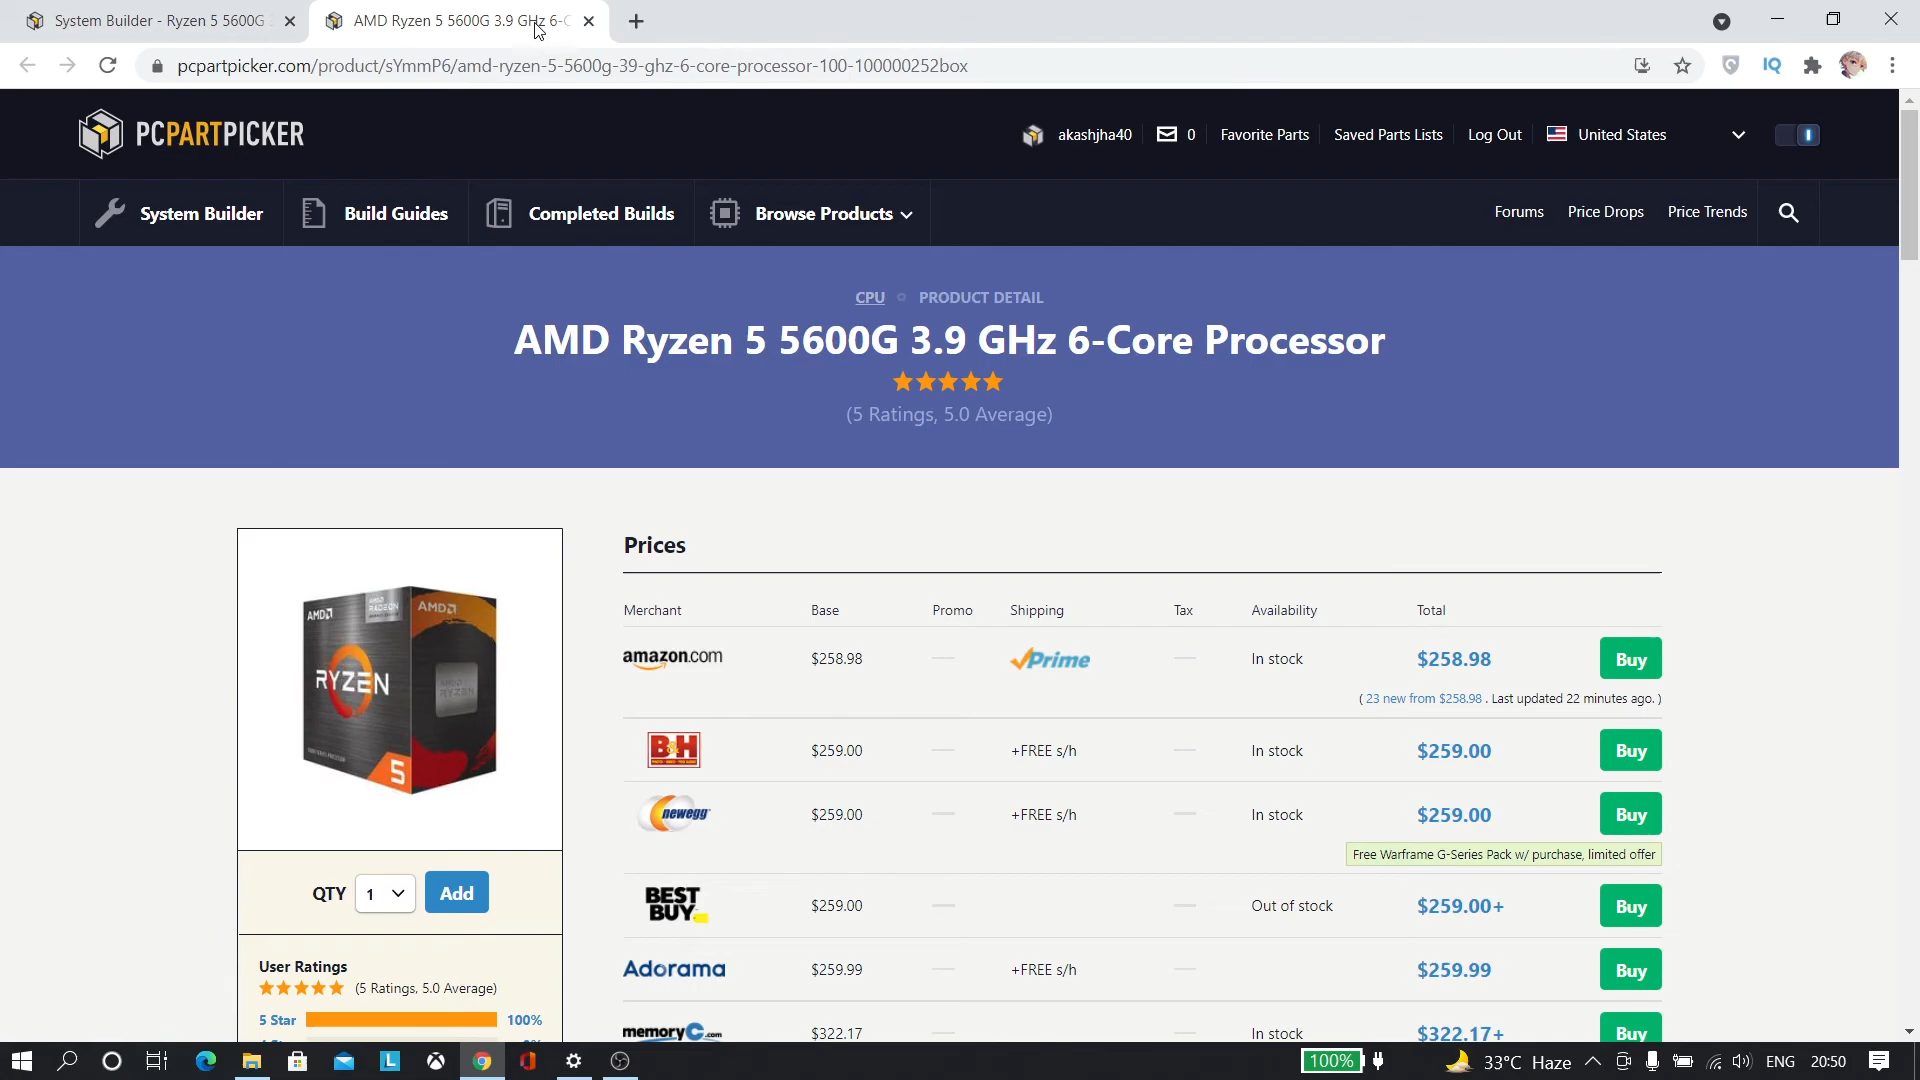 System Builder - Ryzen 5 5600G
AMD Ryzen 5 5600G 3.9 GHz 6-C
pcpartpicker.com/product/sYmmP6/amd-ryzen-5-5600g-39-ghz-6-core-processor-100-100000252box
IQ
PCPARTPICKER
akashjha40
0
Favorite Parts
Saved Parts Lists
Log Out
United States
System Builder
Build Guides
Completed Builds
Browse Products
Forums
Price Drops
Price Trends
CPU
PRODUCT DETAIL
AMD Ryzen 5 5600G 3.9 GHz 6-Core Processor
(5 Ratings, 5.0 Average)
AMD
AMD
RADEON
AMD
RYZEN
RYZEN
5
QTY 1 Add
User Ratings
(5 Ratings, 5.0 Average)
5 Star 100%
Prices
Merchant Base Promo Shipping Tax Availability Total
amazon.com $258.98 — Prime — In stock $258.98 Buy
( 23 new from $258.98 . Last updated 22 minutes ago. )
B&H $259.00 — +FREE s/h — In stock $259.00 Buy
newegg $259.00 — +FREE s/h — In stock $259.00 Buy
Free Warframe G-Series Pack w/ purchase, limited offer
BEST BUY $259.00 — — Out of stock $259.00+ Buy
Adorama $259.99 — +FREE s/h — $259.99 Buy
memoryC.com $322.17 — — In stock $322.17+ Buy
100%
33°C Haze
ENG
20:50